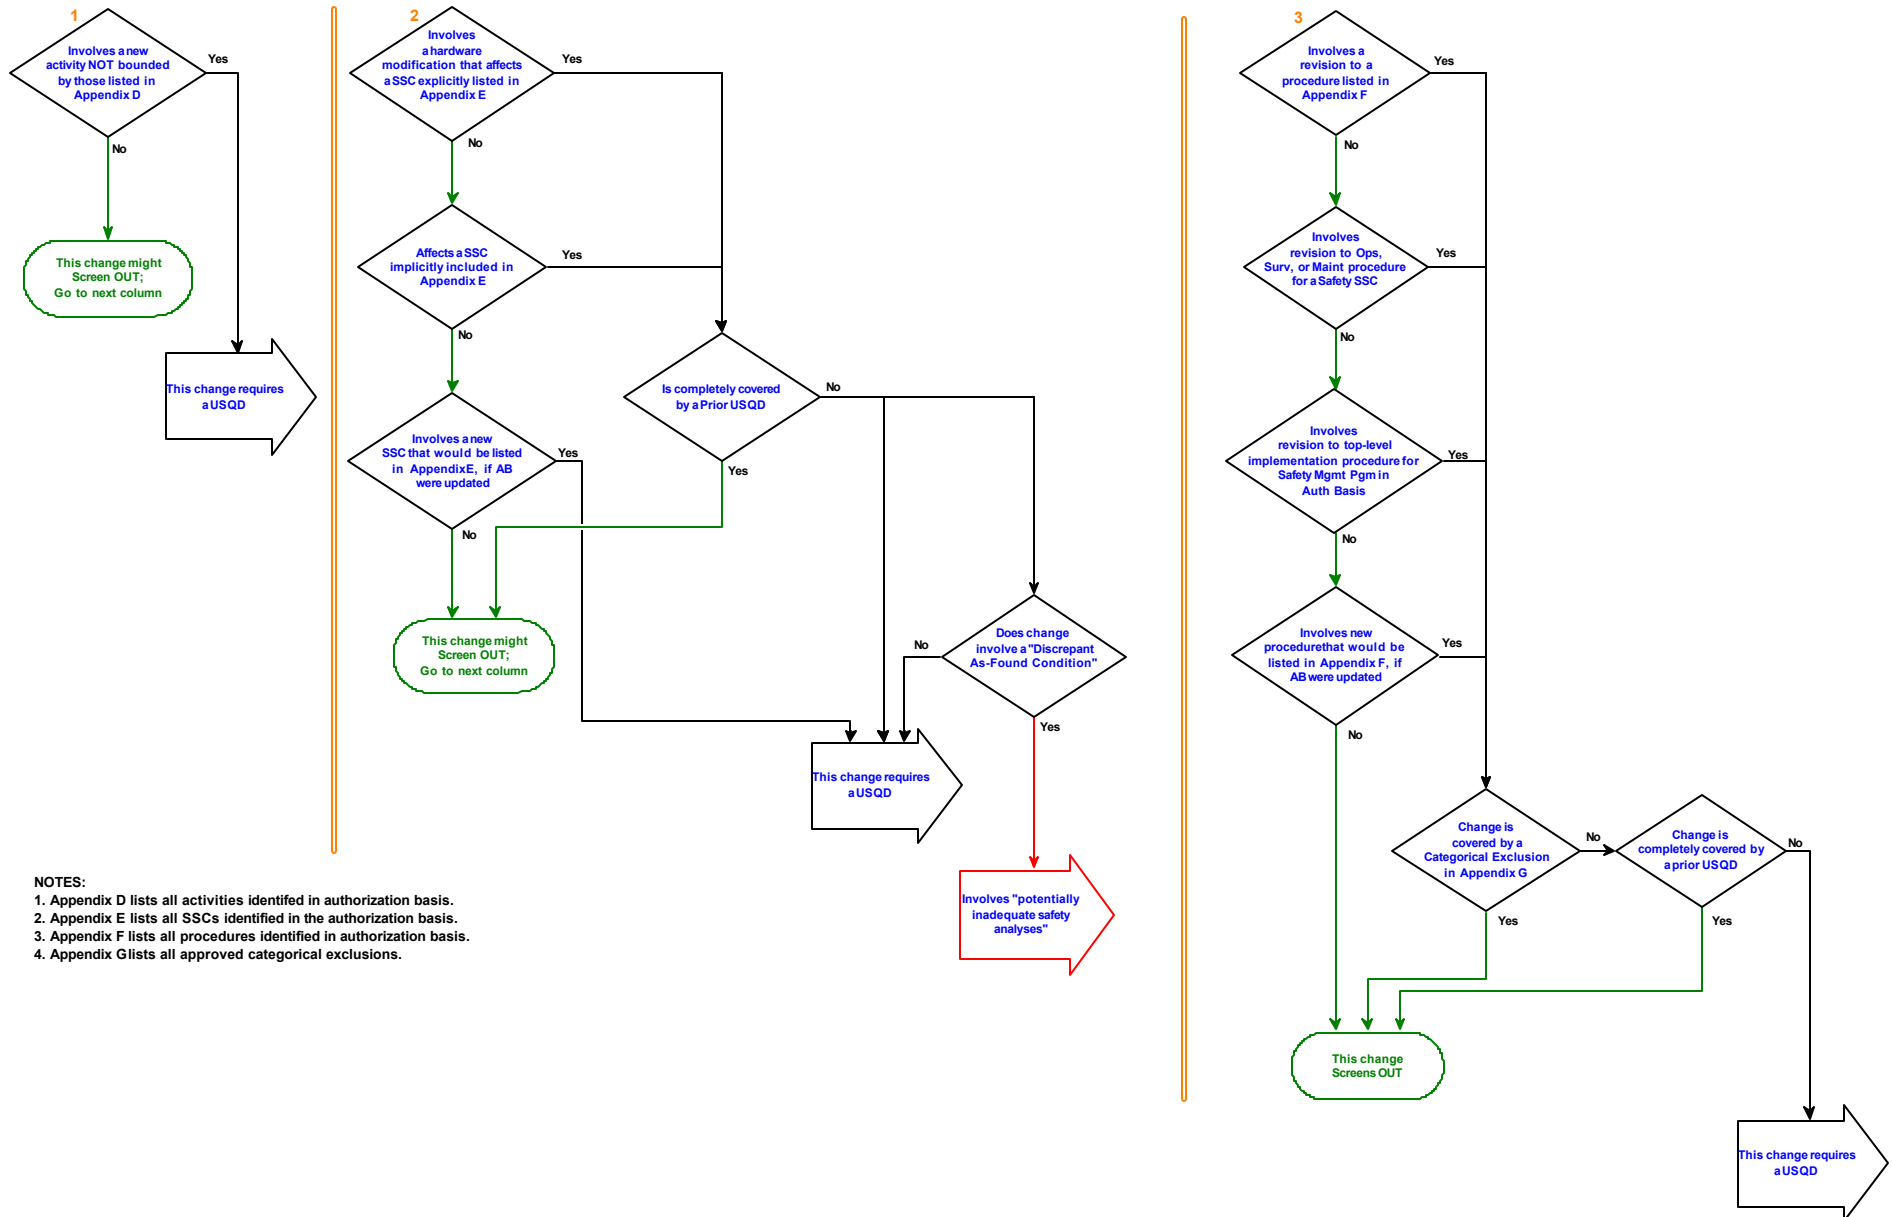 1
Involves a new
activity NOT bounded
by those listed in
Appendix D
Yes
No
This change might
Screen OUT;
Go to next column
This change requires
a USQD
2
Involves
a hardware
modification that affects
a SSC explicitly listed in
Appendix E
Yes
No
Affects a SSC
implicitly included in
Appendix E
Yes
No
Involves a new
SSC that would be listed
in Appendix E, if AB
were updated
Yes
No
Is completely covered
by a Prior USQD
No
Yes
This change might
Screen OUT;
Go to next column
Does change
involve a "Discrepant
As-Found Condition"
No
Yes
This change requires
a USQD
Involves "potentially
inadequate safety
analyses"
3
Involves a
revision to a
procedure listed in
Appendix F
Yes
No
Involves
revision to Ops,
Surv, or Maint procedure
for a Safety SSC
Yes
No
Involves
revision to top-level
implementation procedure for
Safety Mgmt Pgm in
Auth Basis
Yes
No
Involves new
procedurethat would be
listed in Appendix F, if
AB were updated
Yes
No
Change is
covered by a
Categorical Exclusion
in Appendix G
No
Yes
Change is
completely covered by
a prior USQD
No
Yes
This change
Screens OUT
This change requires
a USQD
NOTES:
1. Appendix D lists all activities identifed in authorization basis.
2. Appendix E lists all SSCs identified in the authorization basis.
3. Appendix F lists all procedures identified in authorization basis.
4. Appendix G lists all approved categorical exclusions.